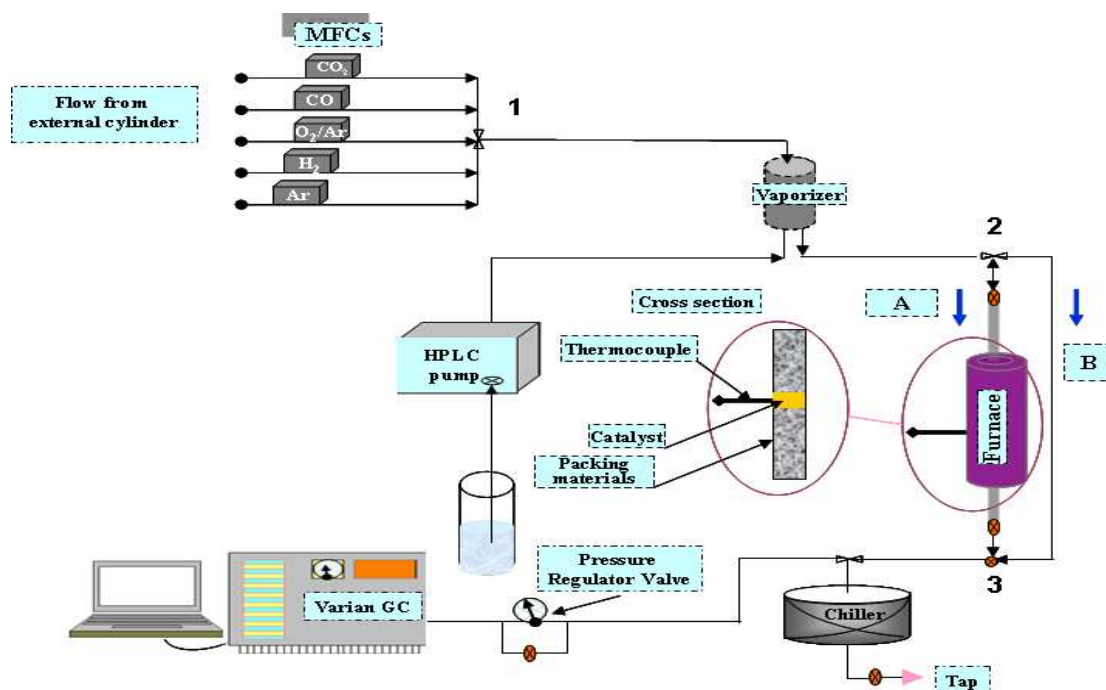 MFCs
CO₂
CO
O₂/Ar
H₂
Ar
Flow from
external cylinder
1
Vaporizer
2
Cross section
A
B
HPLC
pump
Thermocouple
Catalyst
Packing
materials
Furnace
3
Pressure
Regulator Valve
Varian GC
Chiller
Tap